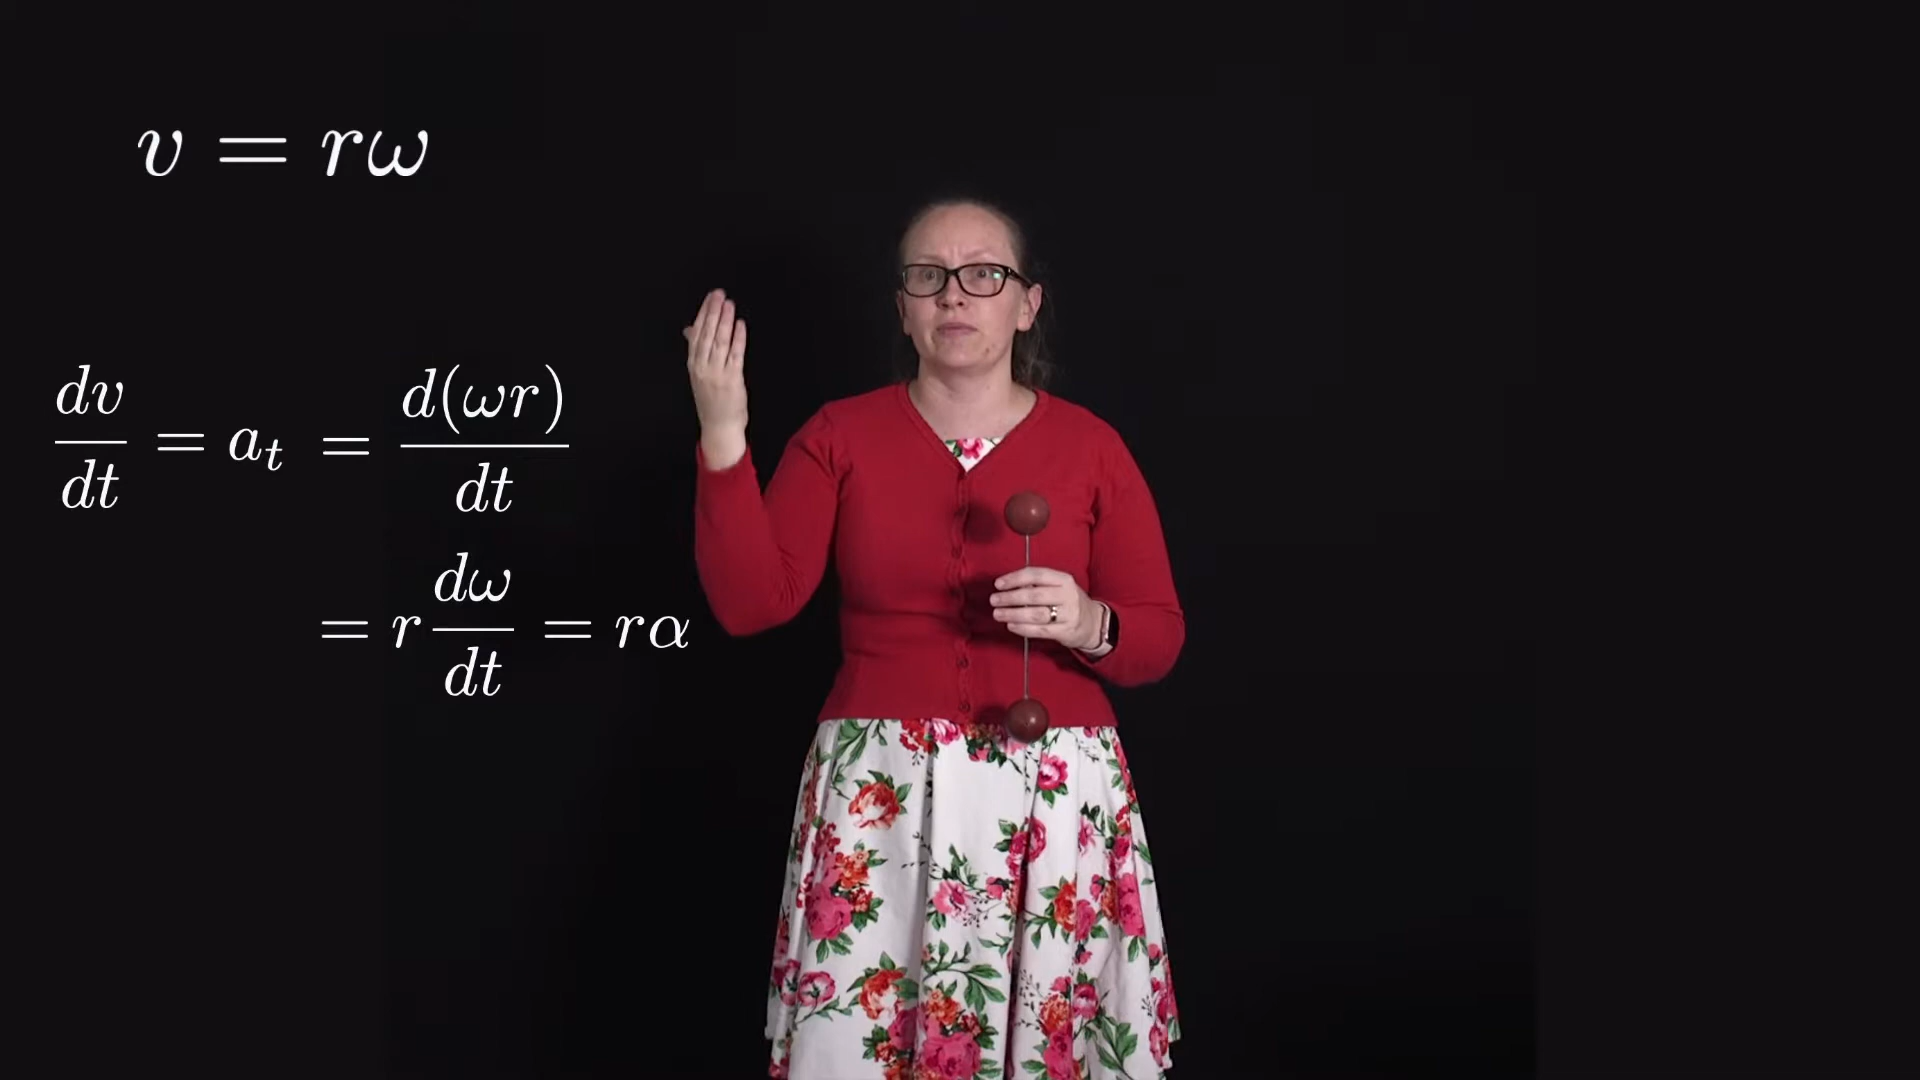 v = rω
dv/dt = a_t = d(ωr)/dt
= r dω/dt = rα